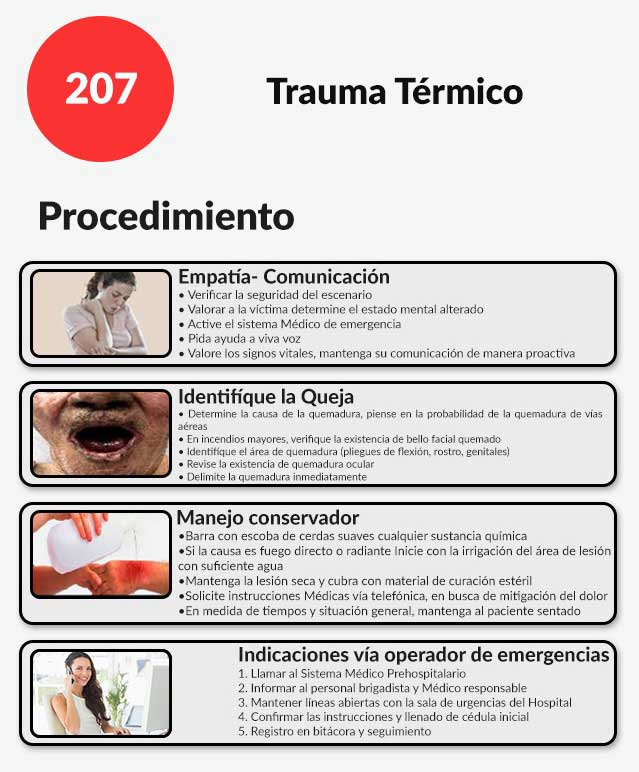 207
Trauma Térmico
Procedimiento
Empatía- Comunicación
• Verificar la seguridad del escenario
• Valorar a la víctima determine el estado mental alterado
• Active el sistema Médico de emergencia
• Pida ayuda a viva voz
• Valore los signos vitales, mantenga su comunicación de manera proactiva
Identifíque la Queja
• Determine la causa de la quemadura, piense en la probabilidad de la quemadura de vías
aéreas
• En incendios mayores, verifique la existencia de bello facial quemado
• Identifíque el área de quemadura (pliegues de flexión, rostro, genitales)
• Revise la existencia de quemadura ocular
• Delimite la quemadura inmediatamente
Manejo conservador
•Barra con escoba de cerdas suaves cualquier sustancia química
•Si la causa es fuego directo o radiante Inicie con la irrigación del área de lesión
con suficiente agua
•Mantenga la lesión seca y cubra con material de curación estéril
•Solicite instrucciones Médicas vía telefónica, en busca de mitigación del dolor
•En medida de tiempos y situación general, mantenga al paciente sentado
Indicaciones vía operador de emergencias
1. Llamar al Sistema Médico Prehospitalario
2. Informar al personal brigadista y Médico responsable
3. Mantener líneas abiertas con la sala de urgencias del Hospital
4. Confirmar las instrucciones y llenado de cédula inicial
5. Registro en bitácora y seguimiento